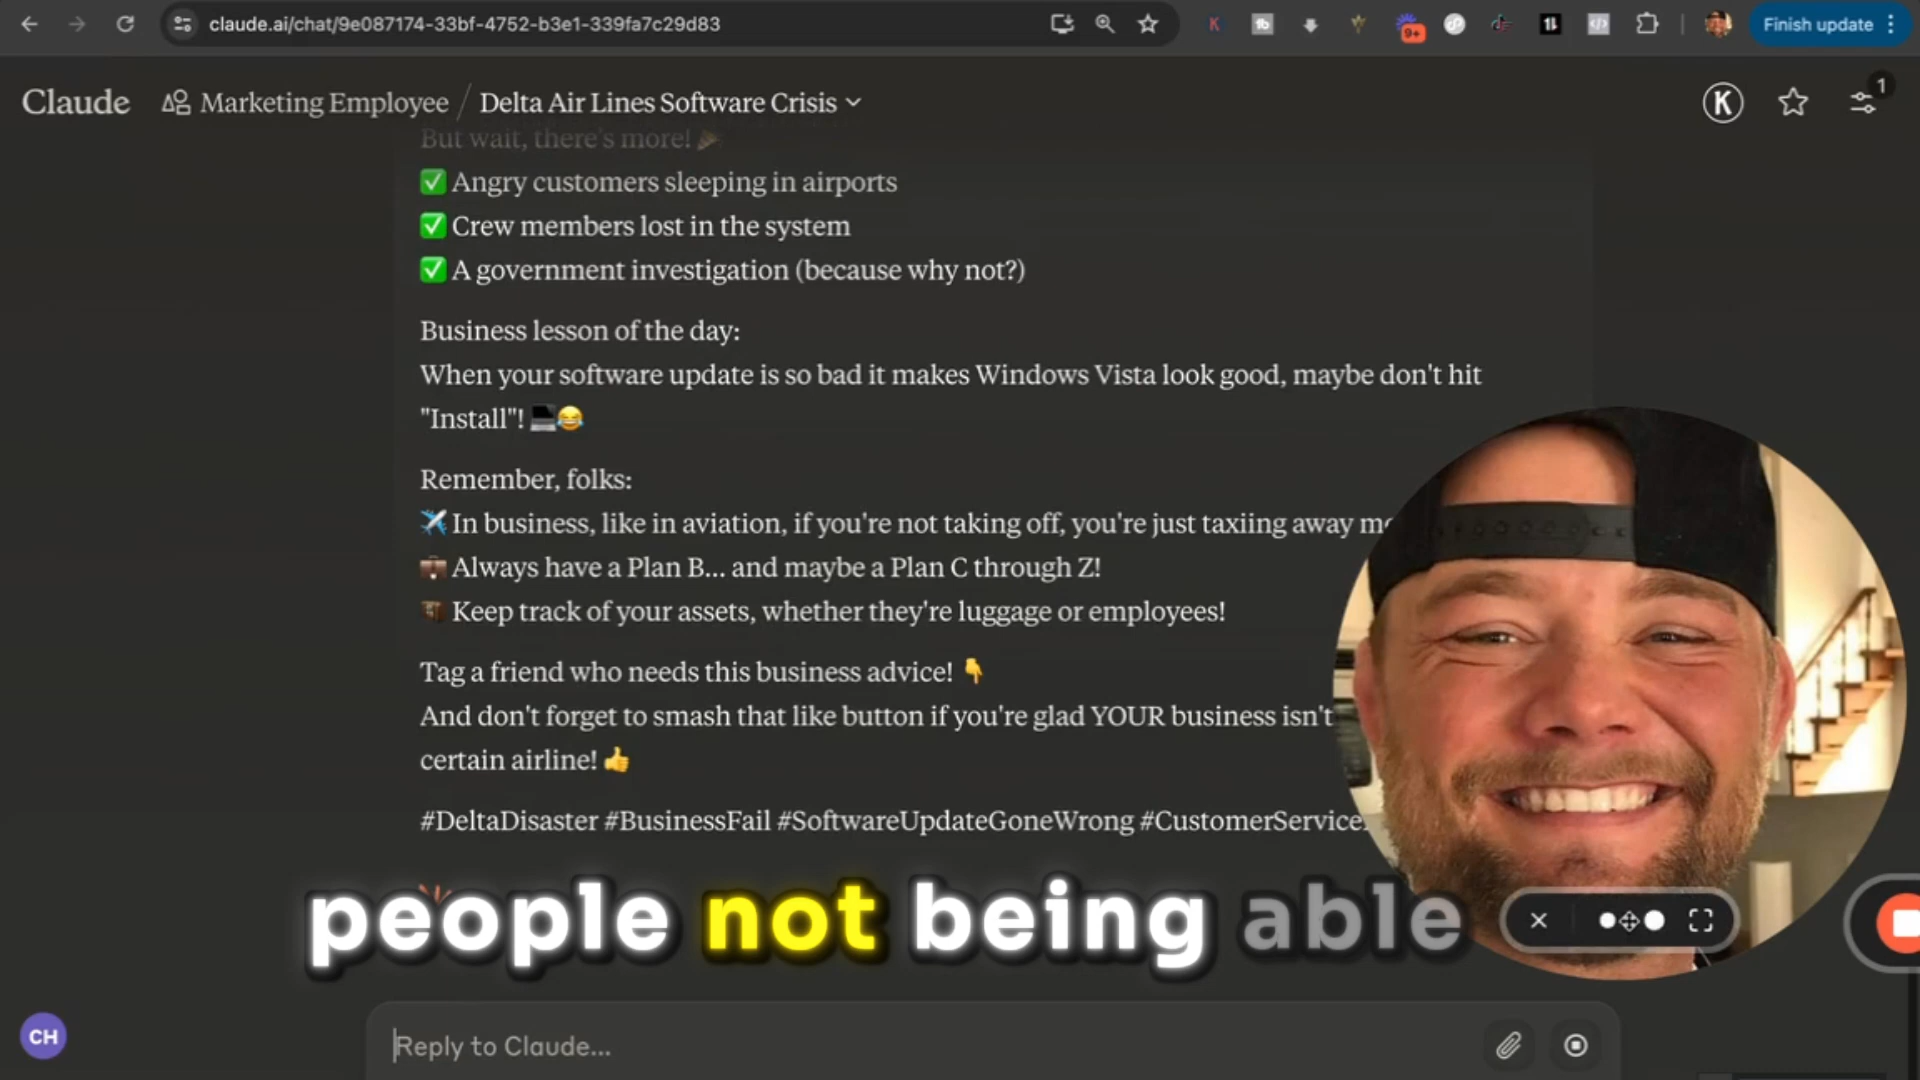 claude.ai/chat/9e087174-33bf-4752-b3e1-339fa7c29d83
K
tb
9+
Finish update
Claude
Marketing Employee / Delta Air Lines Software Crisis
K
1
But wait, there's more! 🎉
✅ Angry customers sleeping in airports
✅ Crew members lost in the system
✅ A government investigation (because why not?)
Business lesson of the day:
When your software update is so bad it makes Windows Vista look good, maybe don't hit
"Install"! 💻😂
Remember, folks:
✈️ In business, like in aviation, if you're not taking off, you're just taxiing away
💼 Always have a Plan B... and maybe a Plan C through Z!
Keep track of your assets, whether they're luggage or employees!
Tag a friend who needs this business advice! 👇
And don't forget to smash that like button if you're glad YOUR business isn't
certain airline! 👍
#DeltaDisaster #BusinessFail #SoftwareUpdateGoneWrong #CustomerService
people not being able
CH
Reply to Claude...